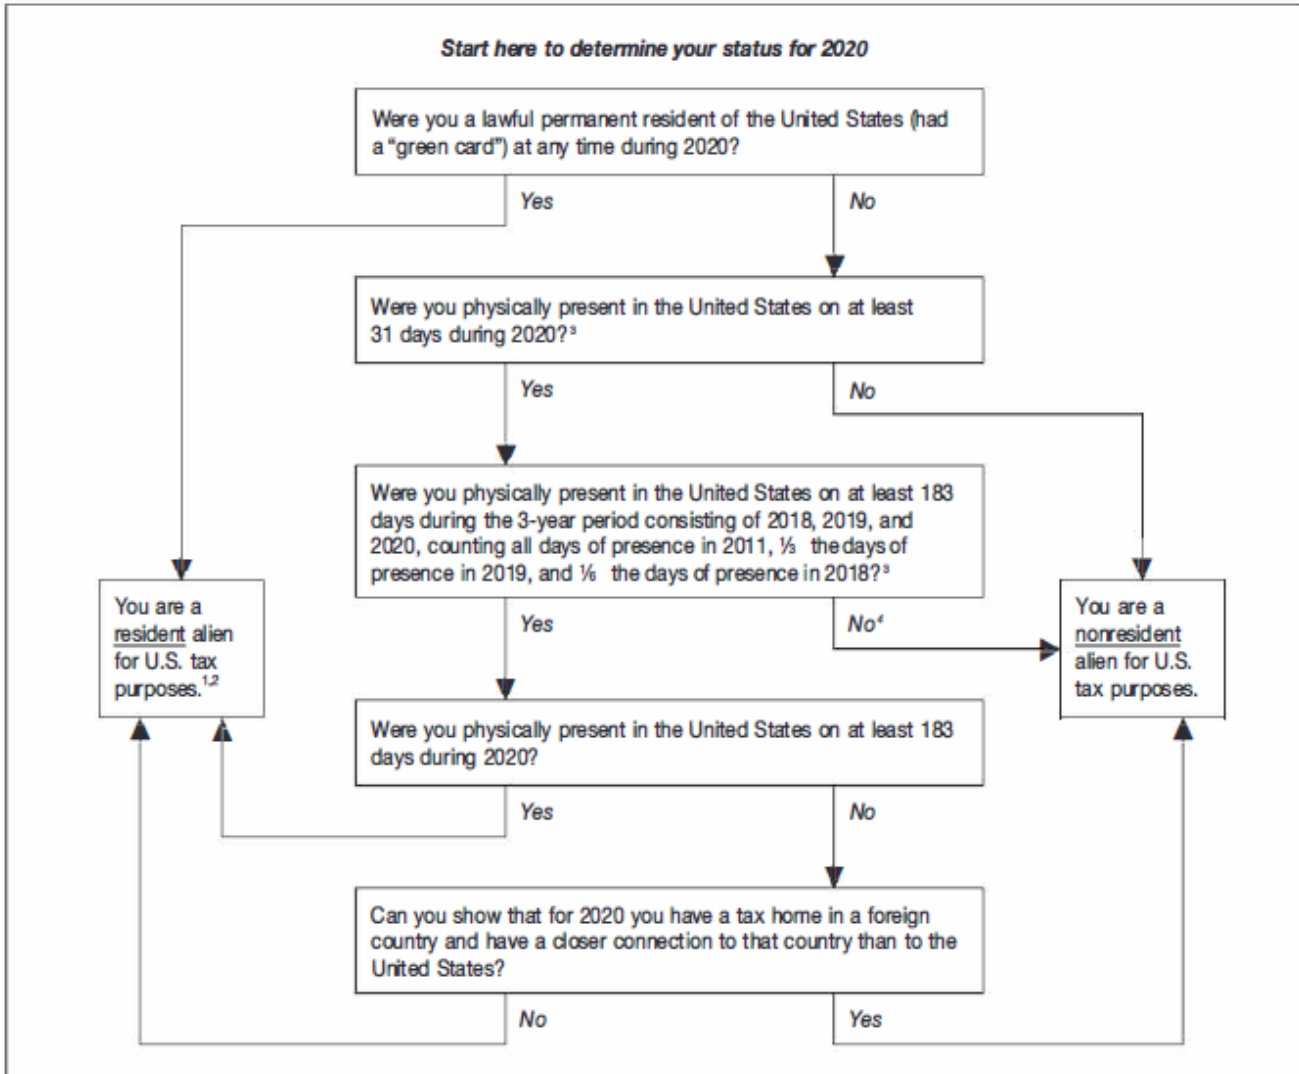 Start here to determine your status for 2020
Were you a lawful permanent resident of the United States (had
a “green card”) at any time during 2020?
Yes
No
Were you physically present in the United States on at least
31 days during 2020?³
Yes
No
Were you physically present in the United States on at least 183
days during the 3-year period consisting of 2018, 2019, and
2020, counting all days of presence in 2011, ⅓ the days of
presence in 2019, and ⅙ the days of presence in 2018?³
You are a
resident alien
for U.S. tax
purposes.¹,²
Yes
No⁴
You are a
nonresident
alien for U.S.
tax purposes.
Were you physically present in the United States on at least 183
days during 2020?
Yes
No
Can you show that for 2020 you have a tax home in a foreign
country and have a closer connection to that country than to the
United States?
No
Yes